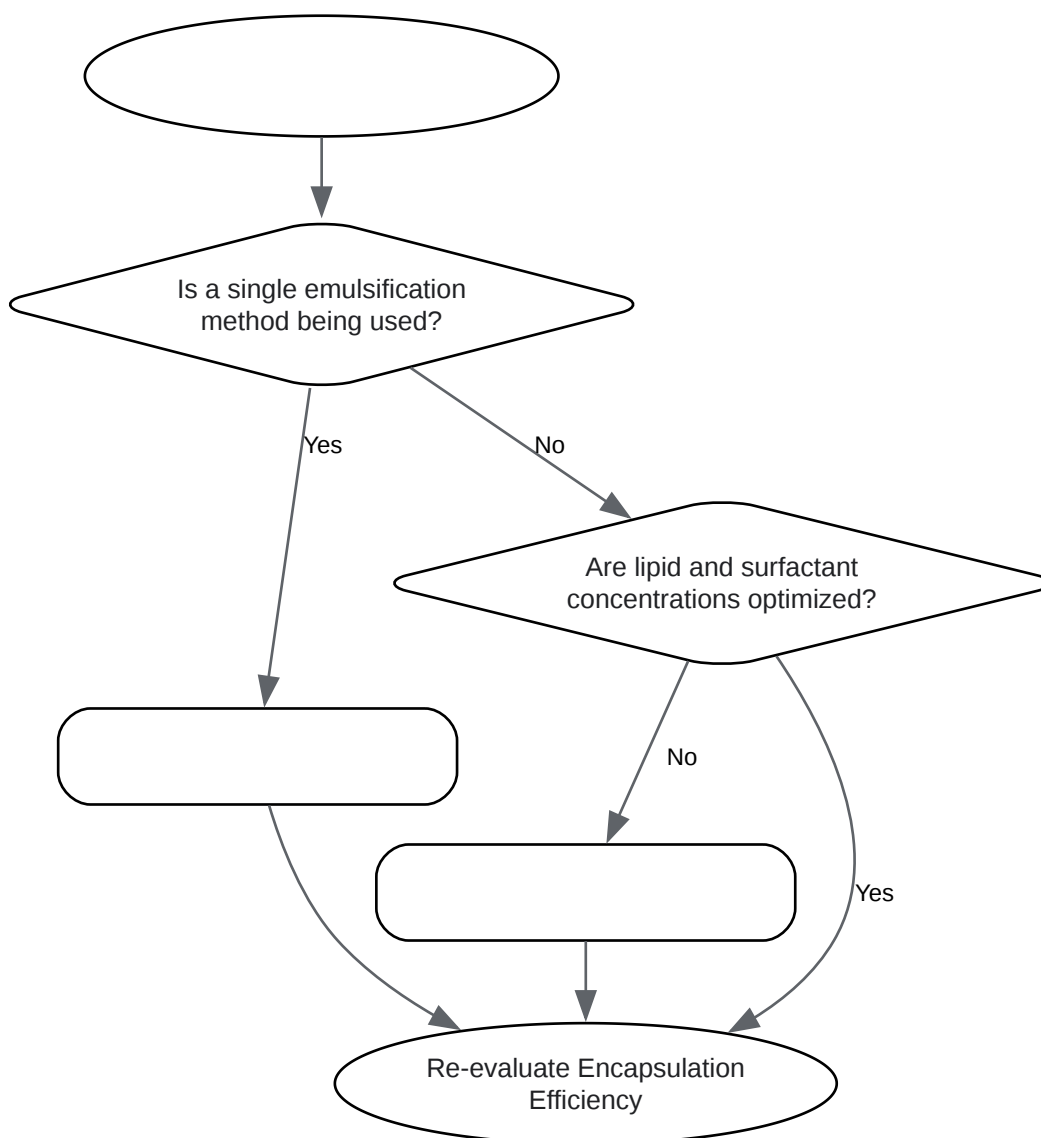 Is a single emulsification
method being used?
Yes
No
Are lipid and surfactant
concentrations optimized?
No
Yes
Re-evaluate Encapsulation
Efficiency